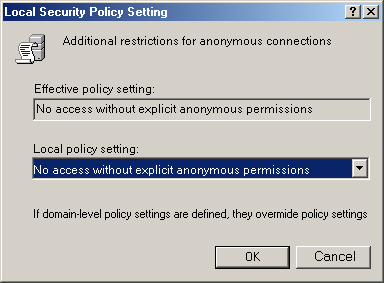 Local Security Policy Setting
Additional restrictions for anonymous connections
Effective policy setting:
No access without explicit anonymous permissions
Local policy setting:
No access without explicit anonymous permissions
If domain-level policy settings are defined, they overmide policy settings
OK
Cancel